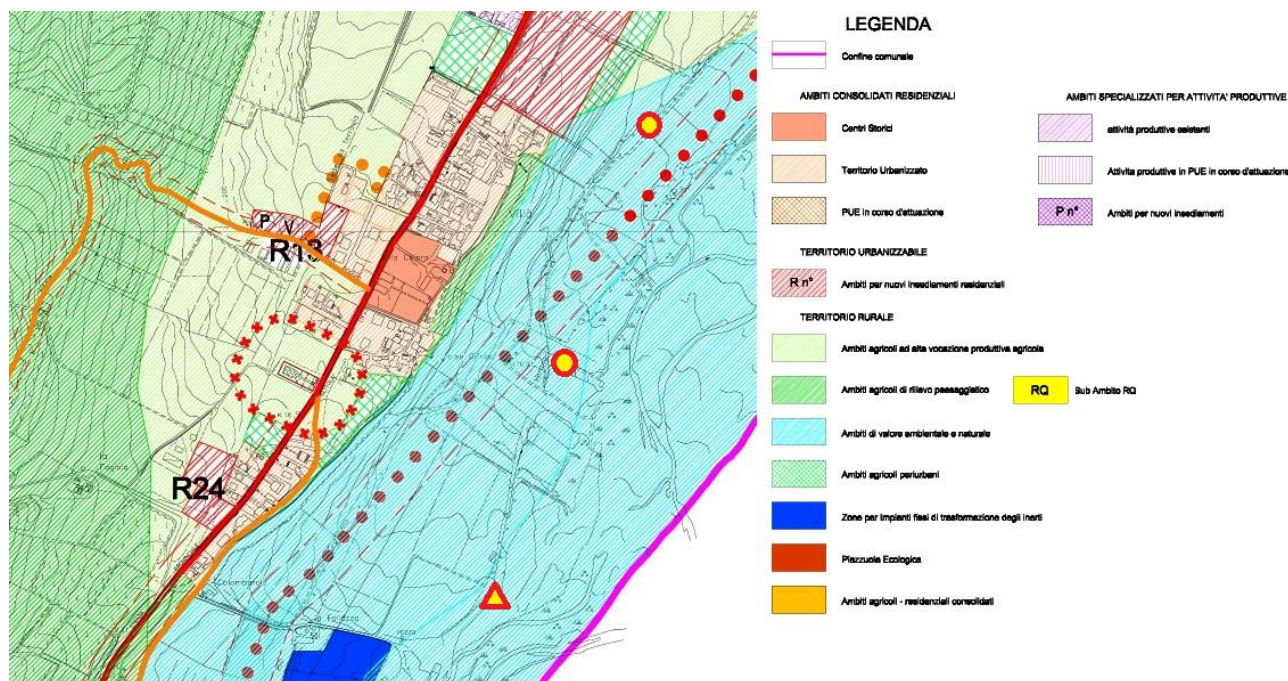 LEGENDA
Confine comunale
AMBITI CONSOLIDATI RESIDENZIALI
Centri Storici
Territorio Urbanizzato
PUE in corso d'attuazione
TERRITORIO URBANIZZABILE
R n°
Ambiti per nuovi insediamenti residenziali
TERRITORIO RURALE
Ambiti agricoli ad alta vocazione produttiva agricola
Ambiti agricoli di rilievo paesaggistico
Ambiti di valore ambientale e naturale
Ambiti agricoli periurbani
Zone per Impianti fissi di trasformazione degli inerti
Piazzuola Ecologica
Ambiti agricoli - residenziali consolidati
AMBITI SPECIALIZZATI PER ATTIVITA' PRODUTTIVE
attività produttive esistenti
Attivita produttive in PUE in corso d'attuazione
P n°
Ambiti per nuovi insediamenti
RQ
Sub Ambito RQ
P
V
R13
R24